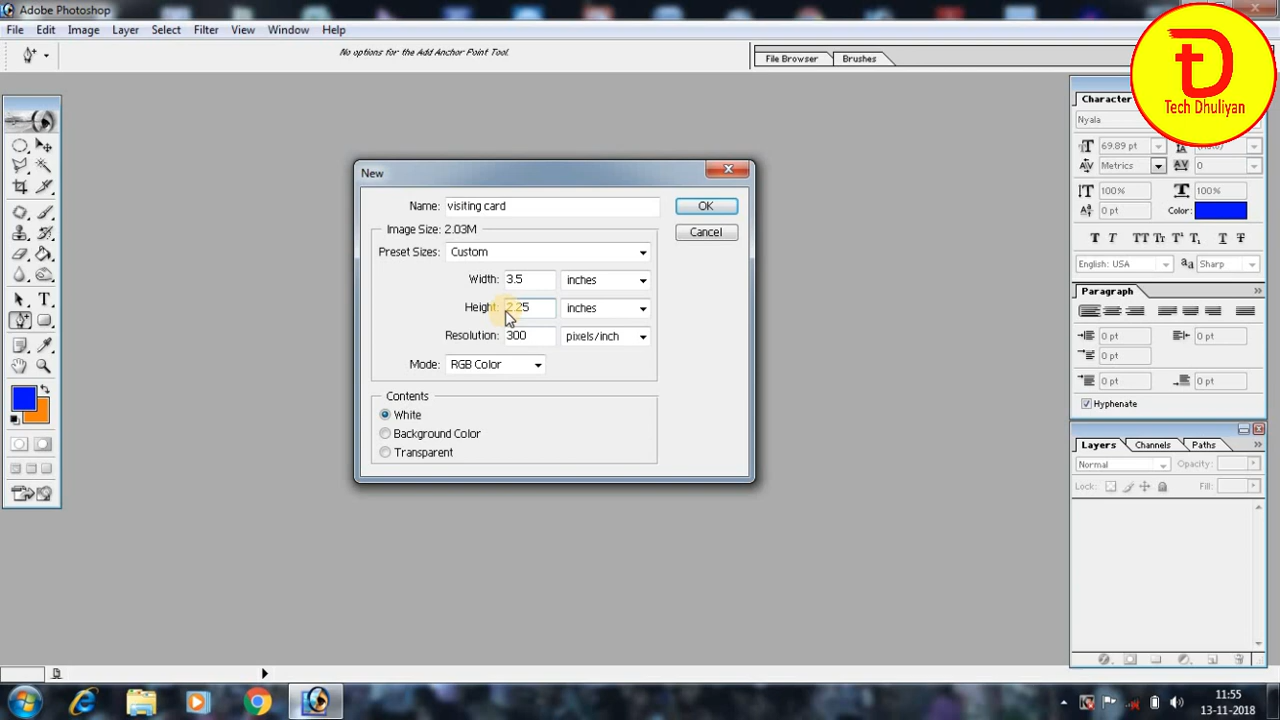 Adobe Photoshop
File Edit Image Layer Select Filter View Window Help
No options for the Add Anchor Point Tool.
File Browser Brushes
Tech Dhuliyan
New
Name: visiting card
OK
Image Size: 2.03M
Cancel
Preset Sizes: Custom
Width: 3.5 inches
Height: 2.25 inches
Resolution: 300 pixels/inch
Mode: RGB Color
Contents
White
Background Color
Transparent
Character
Nyala
69.89 pt
Metrics 0
100% 100%
0 pt Color:
T T TT Tr T¹ T₁ T T
English: USA aa Sharp
Paragraph
0 pt 0 pt
0 pt
0 pt 0 pt
Hyphenate
Layers Channels Paths
Normal Opacity:
Lock: Fill:
11:55
13-11-2018